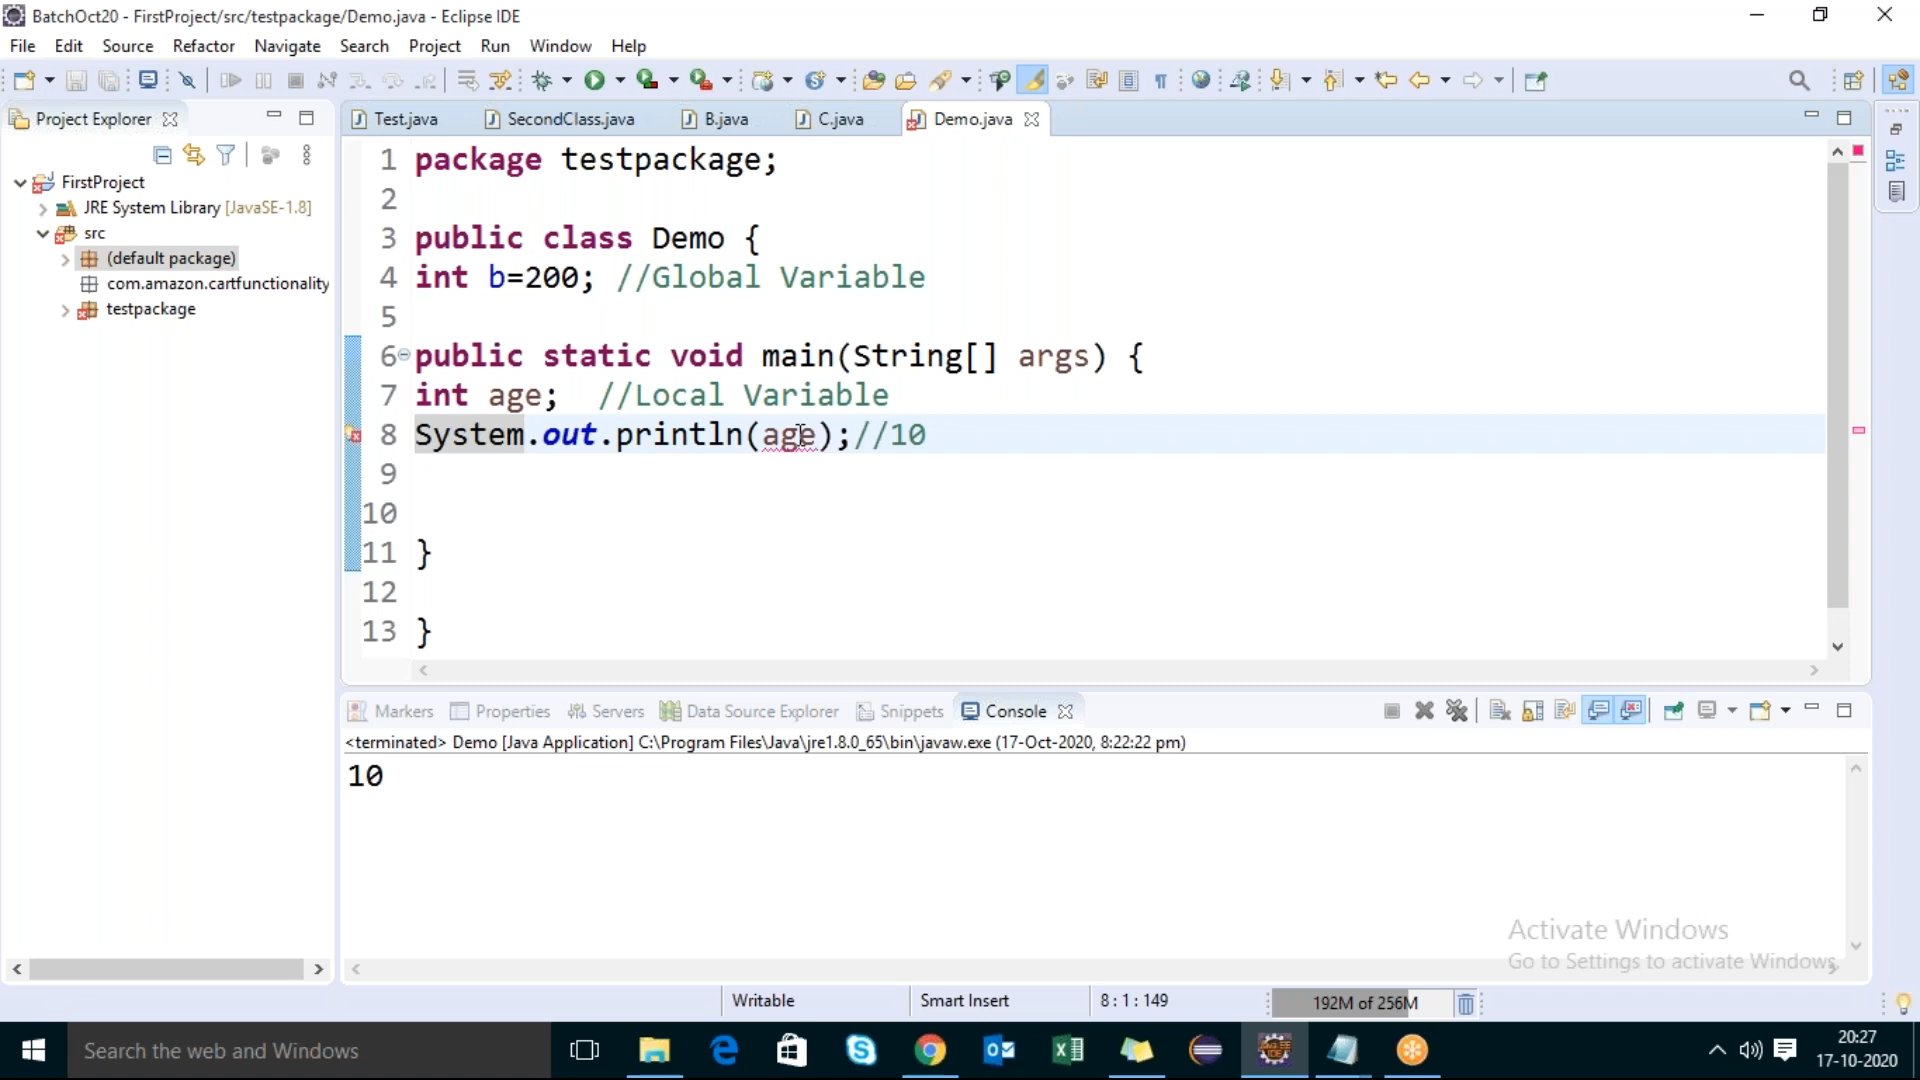 BatchOct20 - FirstProject/src/testpackage/Demo.java - Eclipse IDE
File Edit Source Refactor Navigate Search Project Run Window Help
Project Explorer
Test.java SecondClass.java B.java C.java Demo.java
FirstProject
JRE System Library [JavaSE-1.8]
src
(default package)
com.amazon.cartfunctionality
testpackage
1 package testpackage;
2
3 public class Demo {
4 int b=200; //Global Variable
5
6 public static void main(String[] args) {
7 int age;  //Local Variable
8 System.out.println(age);//10
9
10
11 }
12
13 }
Markers Properties Servers Data Source Explorer Snippets Console
<terminated> Demo [Java Application] C:\Program Files\Java\jre1.8.0_65\bin\javaw.exe (17-Oct-2020, 8:22:22 pm)
10
Activate Windows
Go to Settings to activate Windows.
Writable Smart Insert 8 : 1 : 149 192M of 256M
Search the web and Windows
20:27
17-10-2020